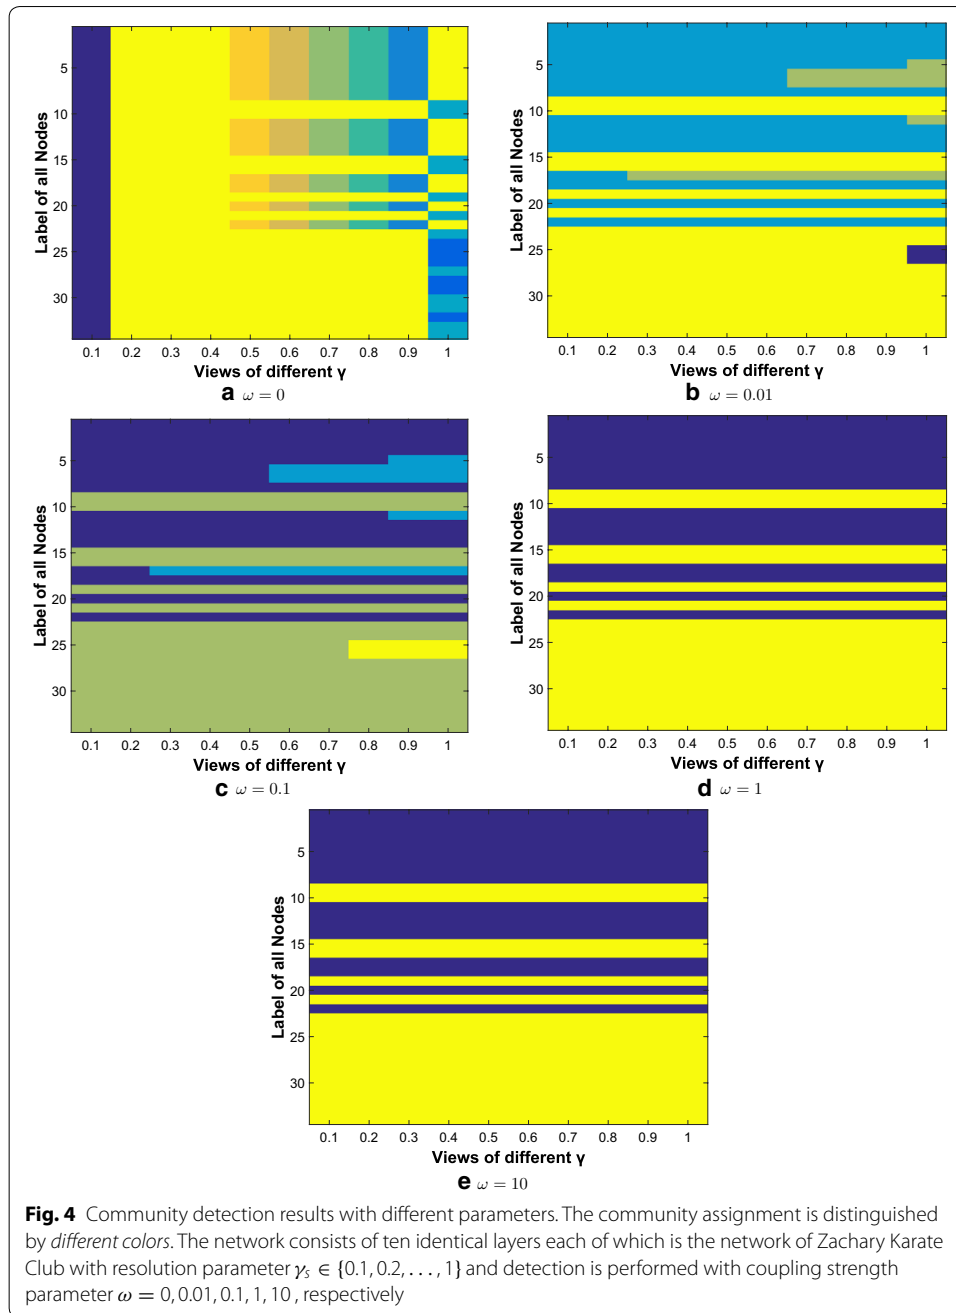 Label of all Nodes
5
10
15
20
25
30
0.1 0.2 0.3 0.4 0.5 0.6 0.7 0.8 0.9 1
Views of different γ
a ω = 0
Label of all Nodes
5
10
15
20
25
30
0.1 0.2 0.3 0.4 0.5 0.6 0.7 0.8 0.9 1
Views of different γ
b ω = 0.01
Label of all Nodes
5
10
15
20
25
30
0.1 0.2 0.3 0.4 0.5 0.6 0.7 0.8 0.9 1
Views of different γ
c ω = 0.1
Label of all Nodes
5
10
15
20
25
30
0.1 0.2 0.3 0.4 0.5 0.6 0.7 0.8 0.9 1
Views of different γ
d ω = 1
Label of all Nodes
5
10
15
20
25
30
0.1 0.2 0.3 0.4 0.5 0.6 0.7 0.8 0.9 1
Views of different γ
e ω = 10
Fig. 4 Community detection results with different parameters. The community assignment is distinguished
by different colors. The network consists of ten identical layers each of which is the network of Zachary Karate
Club with resolution parameter γs ∈ {0.1, 0.2, . . . , 1} and detection is performed with coupling strength
parameter ω = 0, 0.01, 0.1, 1, 10 , respectively